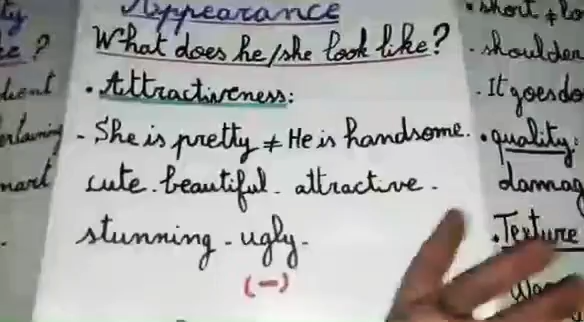 Appearance
What does he/she look like?
• Attractiveness:
- She is pretty ≠ He is handsome.
cute. beautiful. attractive.
stunning - ugly.
(-)
• short ≠
• shoulder
. It goes
• quality:
• Texture